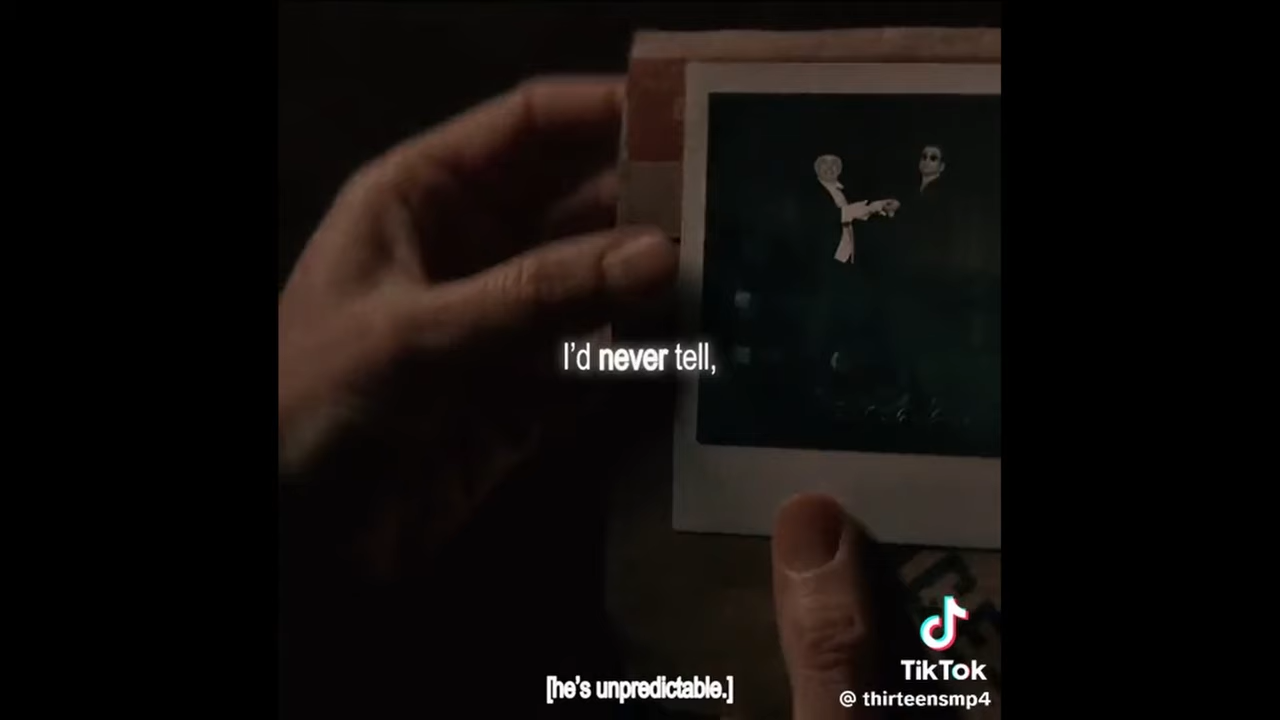 I'd never tell,
[he's unpredictable.]
TikTok
@ thirteensmp4